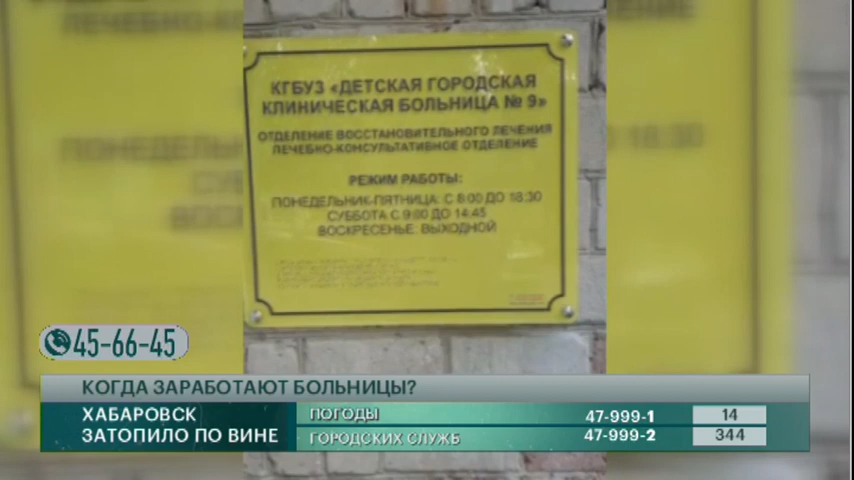 КГБУЗ «ДЕТСКАЯ ГОРОДСКАЯ
КЛИНИЧЕСКАЯ БОЛЬНИЦА № 9»
ОТДЕЛЕНИЕ ВОССТАНОВИТЕЛЬНОГО ЛЕЧЕНИЯ
ЛЕЧЕБНО-КОНСУЛЬТАТИВНОЕ ОТДЕЛЕНИЕ
РЕЖИМ РАБОТЫ:
ПОНЕДЕЛЬНИК-ПЯТНИЦА: С 8:00 ДО 18:30
СУББОТА С 9:00 ДО 14:45
ВОСКРЕСЕНЬЕ: ВЫХОДНОЙ
45-66-45
КОГДА ЗАРАБОТАЮТ БОЛЬНИЦЫ?
ХАБАРОВСК
ЗАТОПИЛО ПО ВИНЕ
ПОГОДЫ 47-999-1 14
ГОРОДСКИХ СЛУЖБ 47-999-2 344